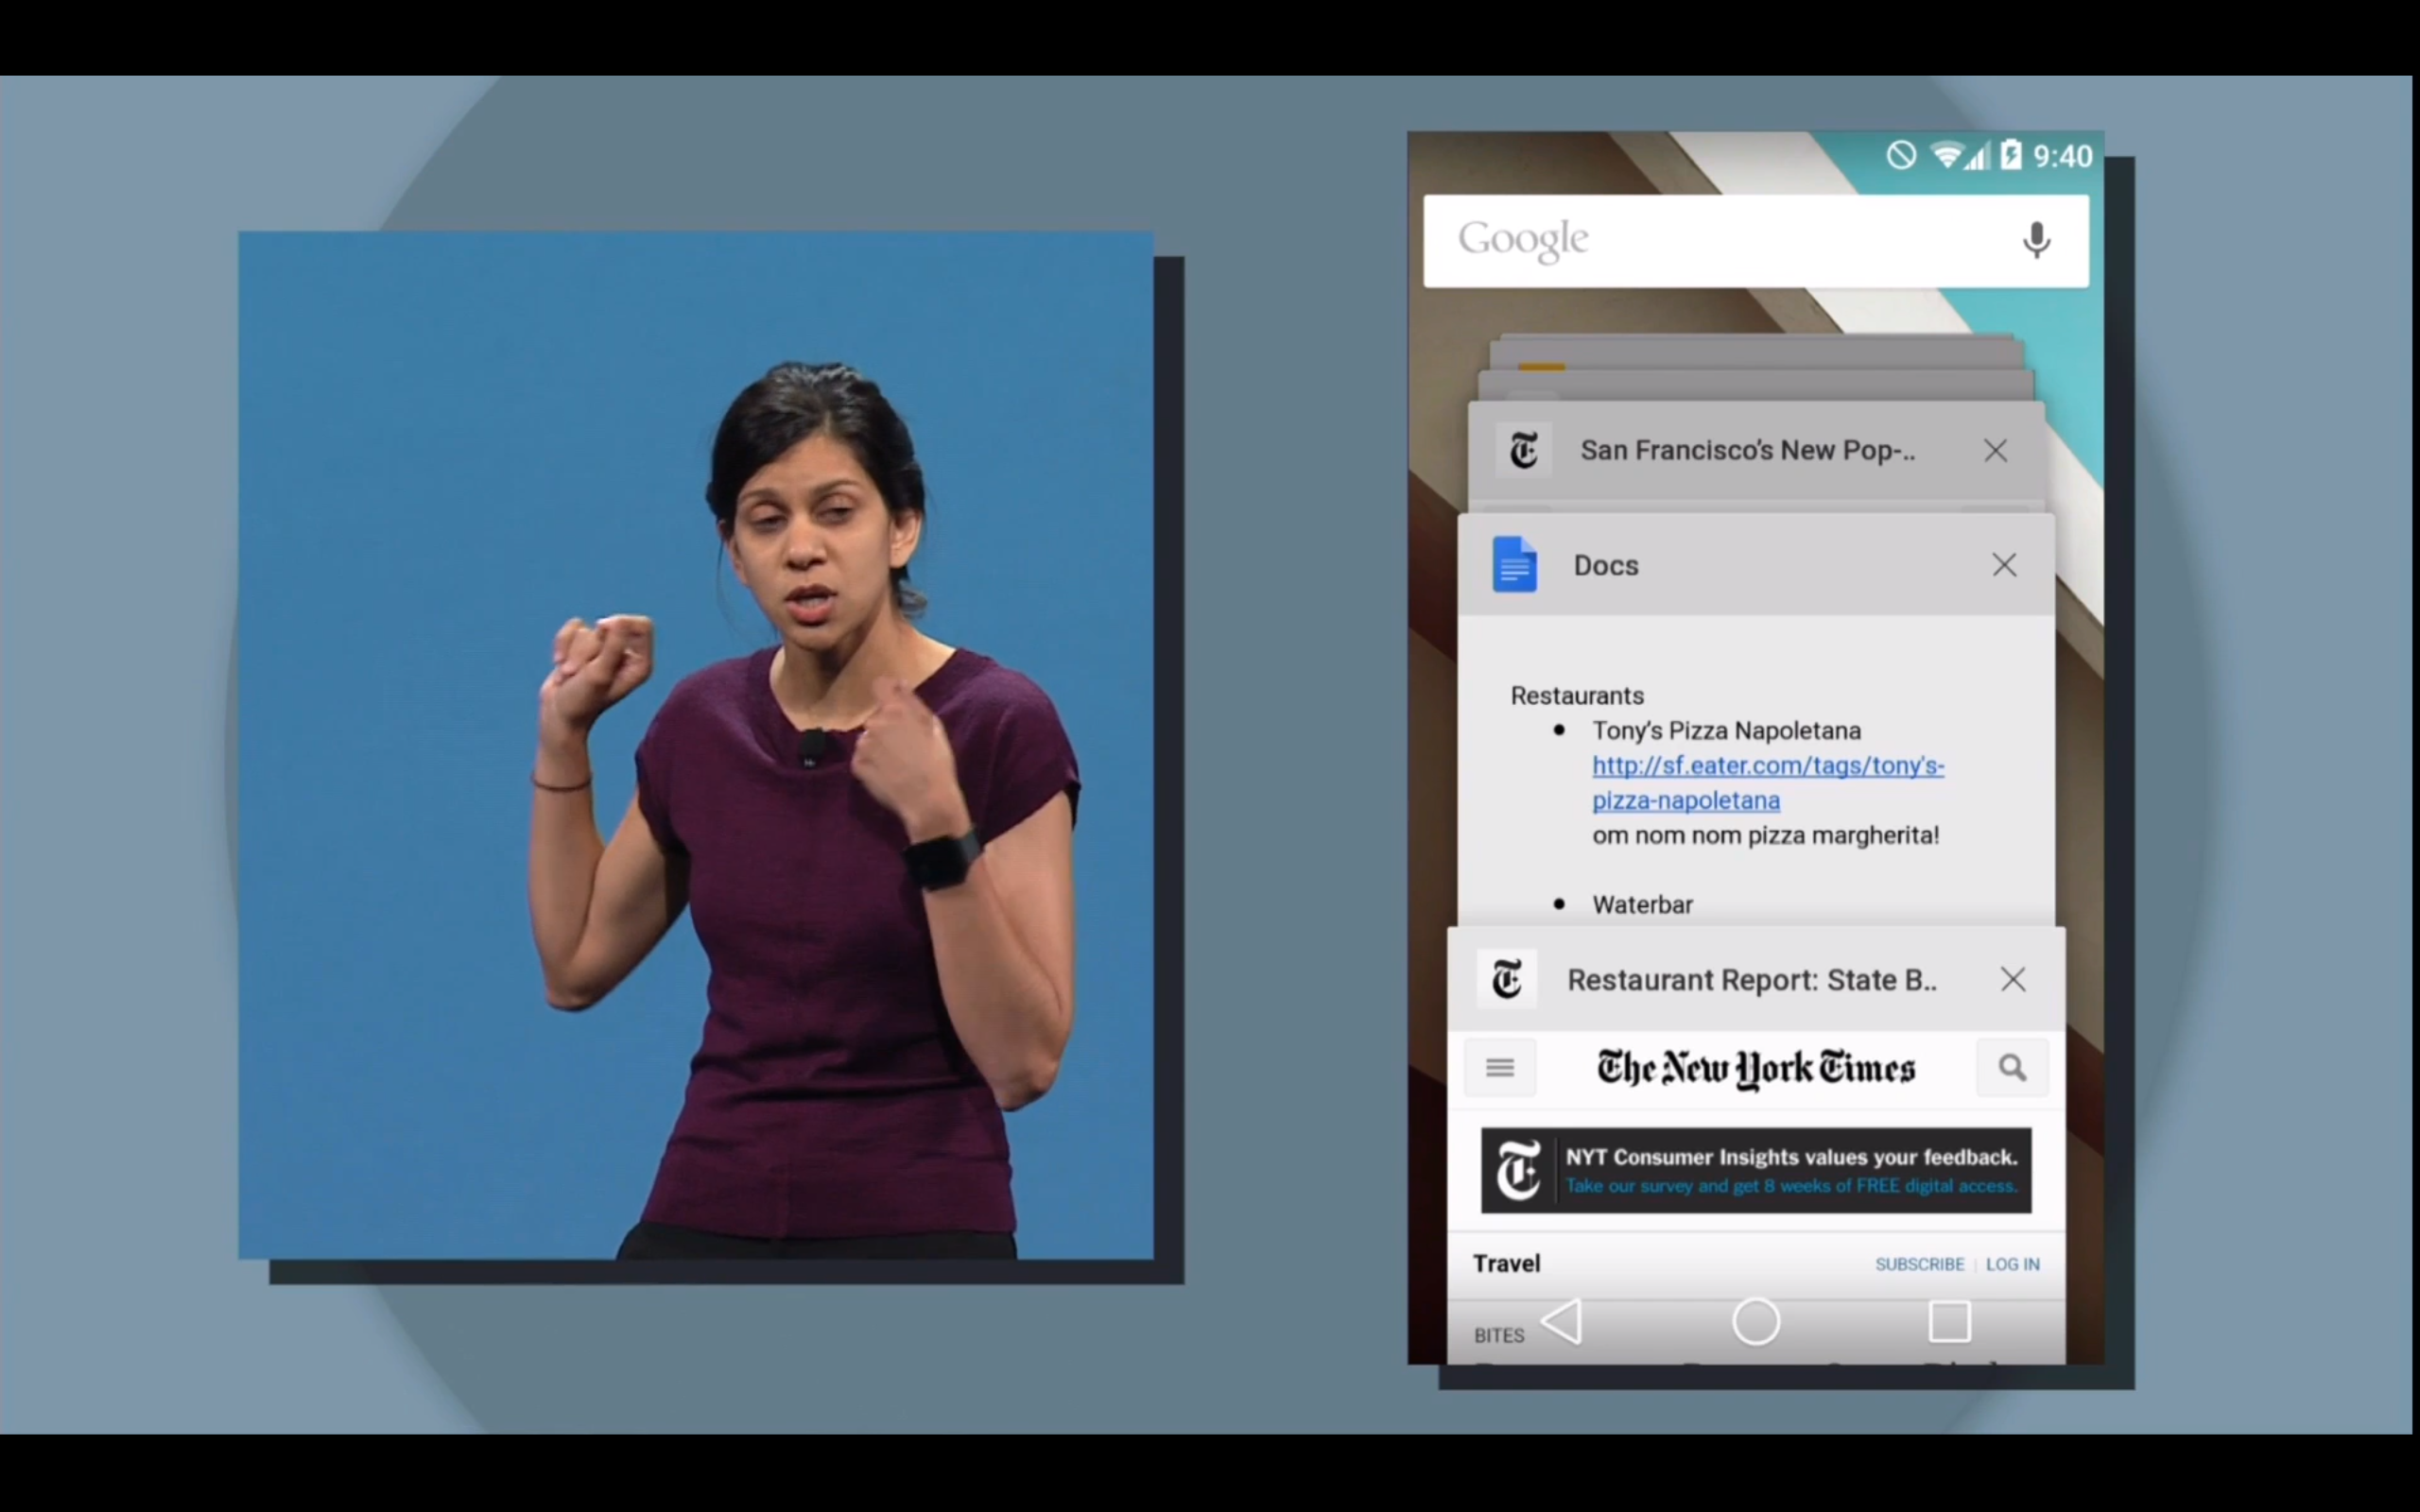 9:40
Google
San Francisco's New Pop-..
Docs
Restaurants
Tony's Pizza Napoletana
http://sf.eater.com/tags/tony's-
pizza-napoletana
om nom nom pizza margherita!
Waterbar
Restaurant Report: State B..
The New York Times
NYT Consumer Insights values your feedback.
Take our survey and get 8 weeks of FREE digital access.
Travel
SUBSCRIBE | LOG IN
BITES